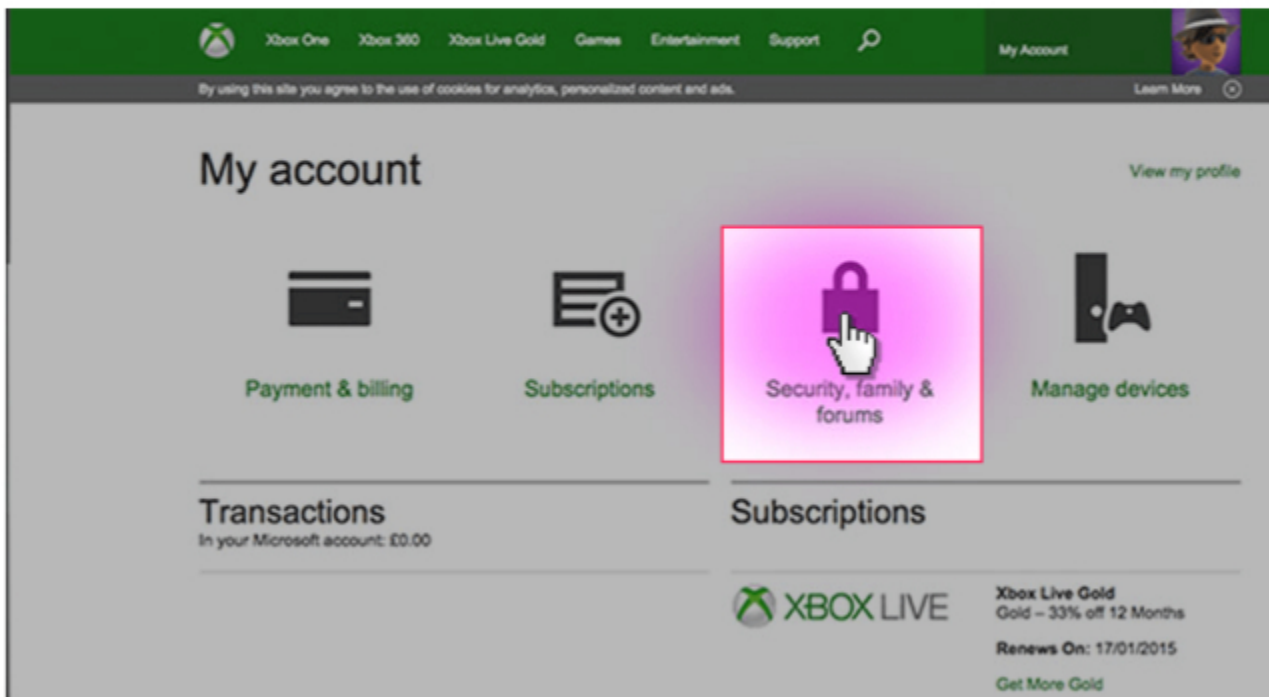 Xbox One Xbox 360 Xbox Live Gold Games Entertainment Support My Account
By using this site you agree to the use of cookies for analytics, personalized content and ads. Learn More
My account
View my profile
Payment & billing
Subscriptions
Security, family &
forums
Manage devices
Transactions
In your Microsoft account: £0.00
Subscriptions
XBOX LIVE
Xbox Live Gold
Gold – 33% off 12 Months
Renews On: 17/01/2015
Get More Gold